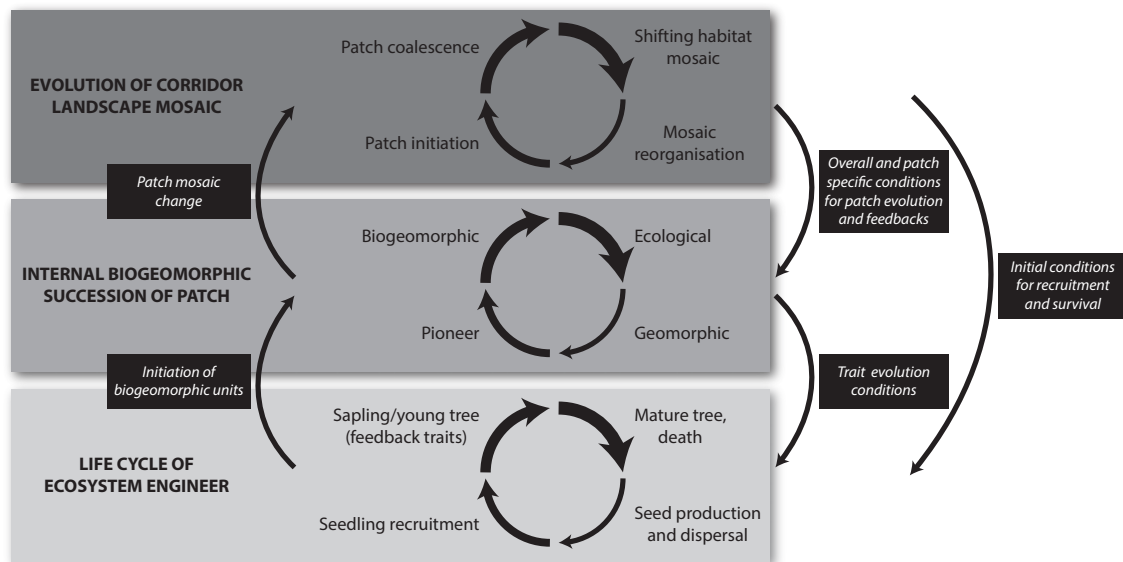 EVOLUTION OF CORRIDOR
LANDSCAPE MOSAIC
Patch coalescence
Shifting habitat
mosaic
Patch initiation
Mosaic
reorganisation
Patch mosaic
change
Overall and patch
specific conditions
for patch evolution
and feedbacks
INTERNAL BIOGEOMORPHIC
SUCCESSION OF PATCH
Biogeomorphic
Ecological
Pioneer
Geomorphic
Initial conditions
for recruitment
and survival
Initiation of
biogeomorphic units
Trait evolution
conditions
LIFE CYCLE OF
ECOSYSTEM ENGINEER
Sapling/young tree
(feedback traits)
Mature tree,
death
Seedling recruitment
Seed production
and dispersal